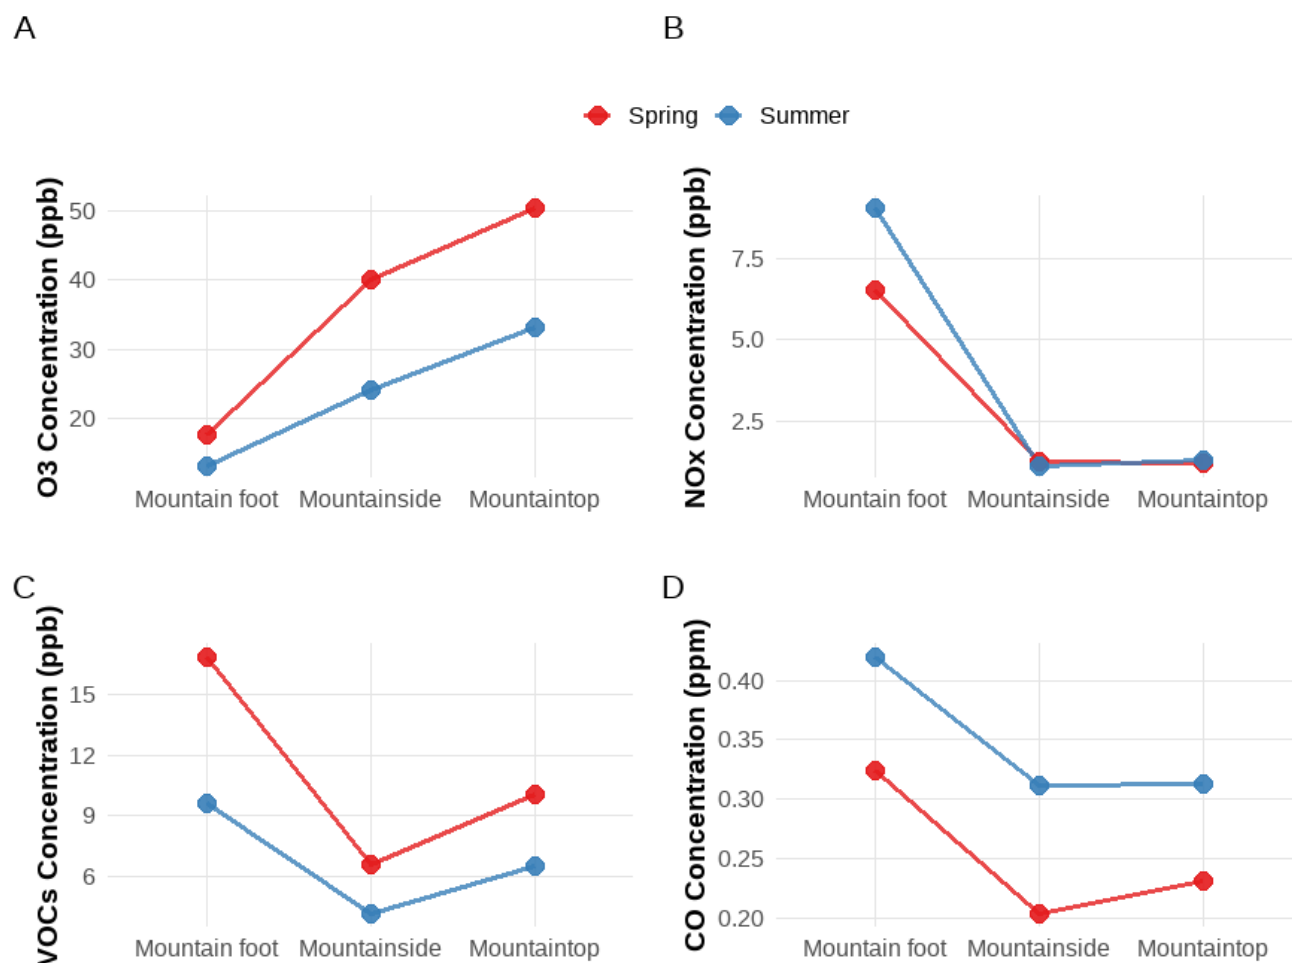 A
B
Spring Summer
O3 Concentration (ppb)
50
40
30
20
Mountain foot Mountainside Mountaintop
NOx Concentration (ppb)
7.5
5.0
2.5
Mountain foot Mountainside Mountaintop
C
D
VOCs Concentration (ppb)
15
12
9
6
Mountain foot Mountainside Mountaintop
CO Concentration (ppm)
0.40
0.35
0.30
0.25
0.20
Mountain foot Mountainside Mountaintop